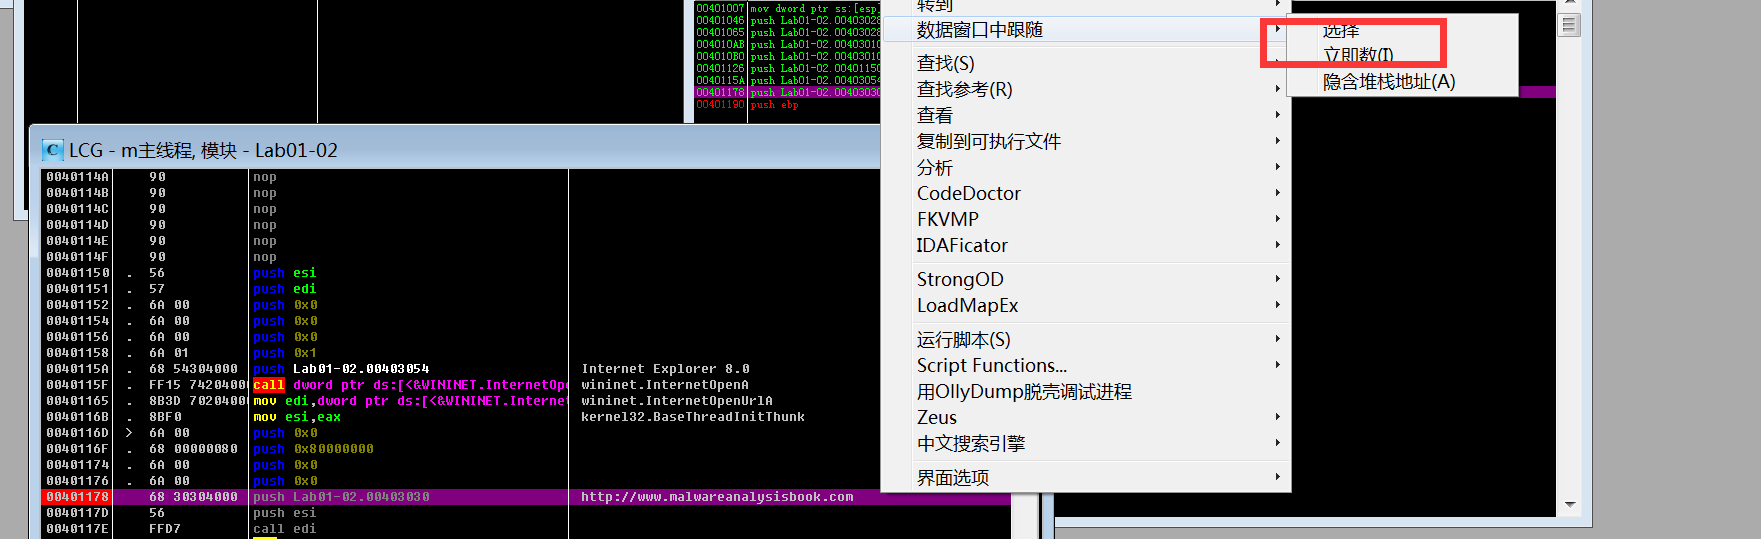 00401007 mov dword ptr ss:[esp]
00401046 push Lab01-02.00403028
00401065 push Lab01-02.00403028
004010AB push Lab01-02.00403010
004010B0 push Lab01-02.00403010
00401126 push Lab01-02.00401150
0040115A push Lab01-02.00403054
00401178 push Lab01-02.00403030
00401190 push ebp
转到
数据窗口中跟随
查找(S)
查找参考(R)
查看
复制到可执行文件
分析
CodeDoctor
FKVMP
IDAFicator
StrongOD
LoadMapEx
运行脚本(S)
Script Functions...
用OllyDump脱壳调试进程
Zeus
中文搜索引擎
界面选项
选择
立即数(I)
隐含堆栈地址(A)
C LCG - m主线程, 模块 - Lab01-02
0040114A 90 nop
0040114B 90 nop
0040114C 90 nop
0040114D 90 nop
0040114E 90 nop
0040114F 90 nop
00401150 . 56 push esi
00401151 . 57 push edi
00401152 . 6A 00 push 0x0
00401154 . 6A 00 push 0x0
00401156 . 6A 00 push 0x0
00401158 . 6A 01 push 0x1
0040115A . 68 54304000 push Lab01-02.00403054 Internet Explorer 8.0
0040115F . FF15 74204000 call dword ptr ds:[<&WININET.InternetOpe wininet.InternetOpenA
00401165 . 8B3D 70204000 mov edi,dword ptr ds:[<&WININET.Internet wininet.InternetOpenUrlA
0040116B . 8BF0 mov esi,eax kernel32.BaseThreadInitThunk
0040116D > 6A 00 push 0x0
0040116F . 68 00000080 push 0x80000000
00401174 . 6A 00 push 0x0
00401176 . 6A 00 push 0x0
00401178 68 30304000 push Lab01-02.00403030 http://www.malwareanalysisbook.com
0040117D 56 push esi
0040117E FFD7 call edi